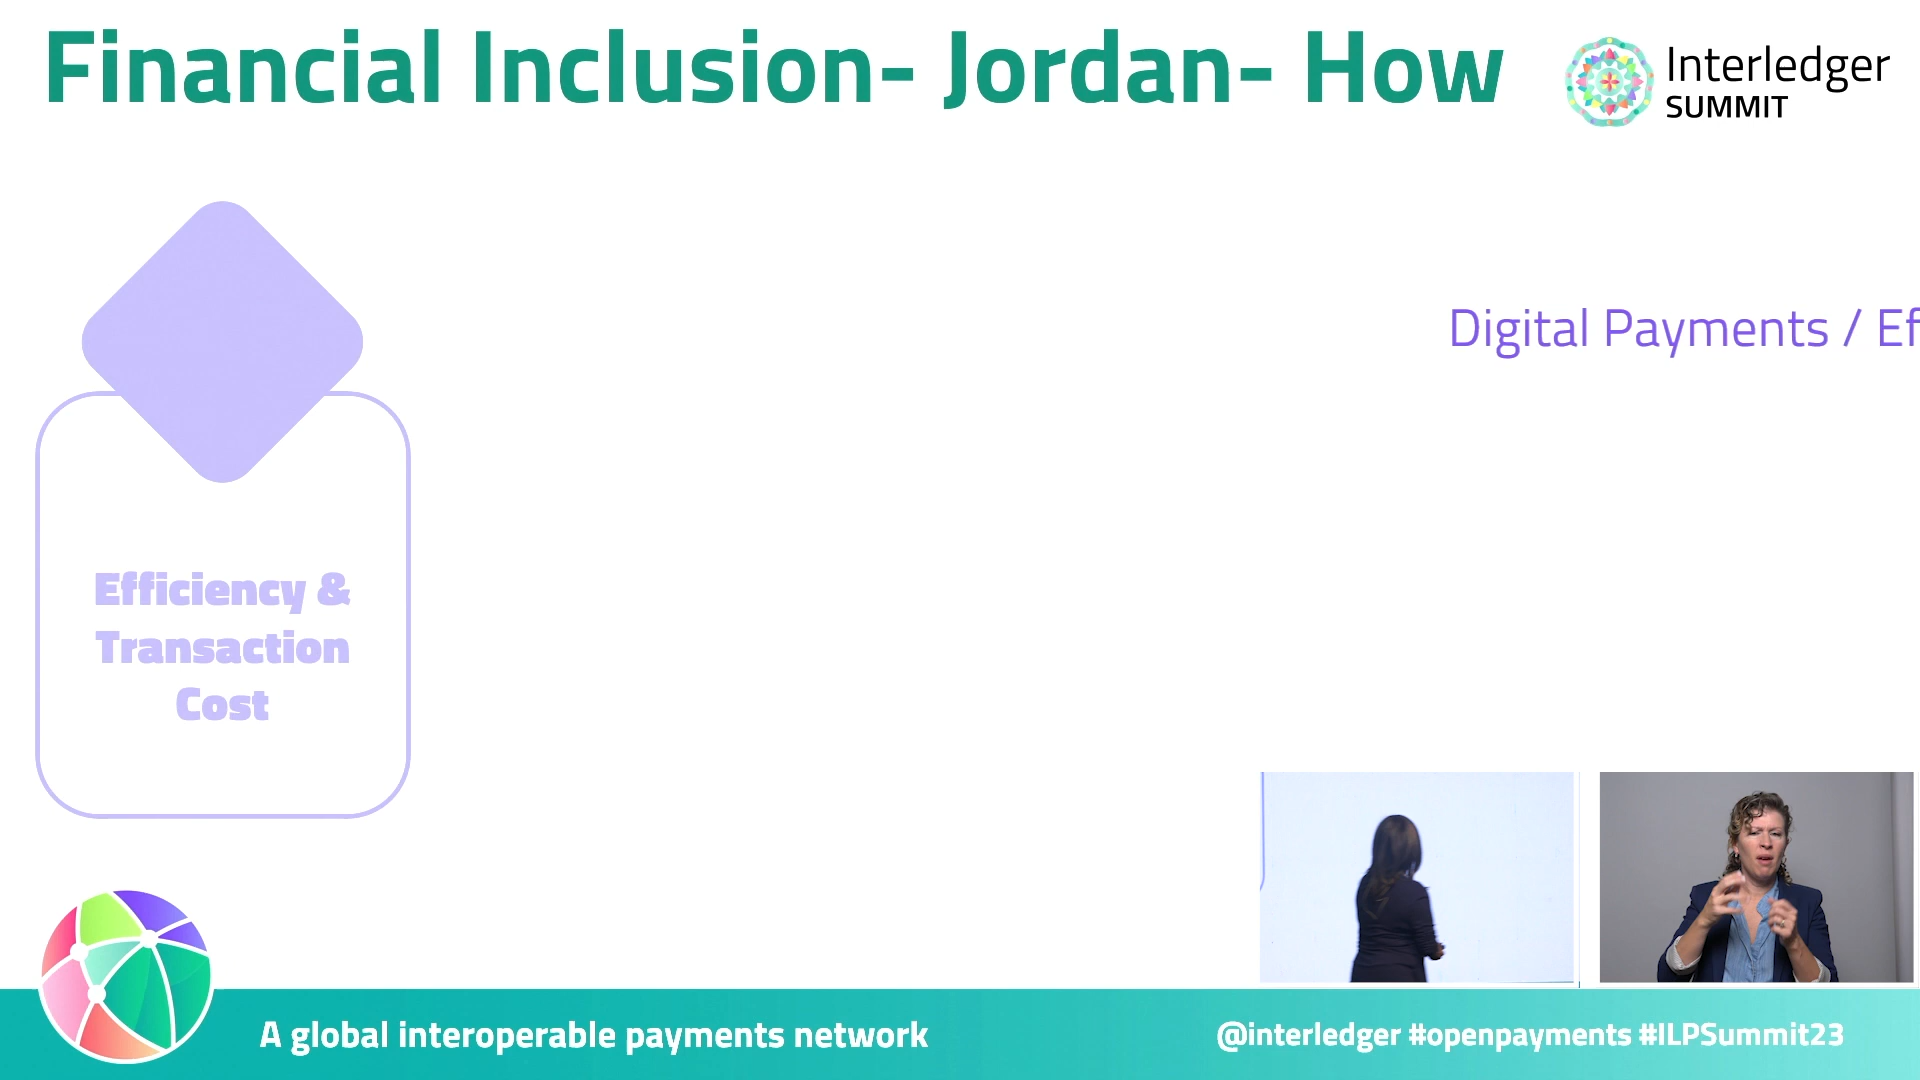 Financial Inclusion- Jordan- How
Interledger
SUMMIT
Digital Payments / Ef
Efficiency &
Transaction
Cost
A global interoperable payments network
@interledger #openpayments #ILPSummit23